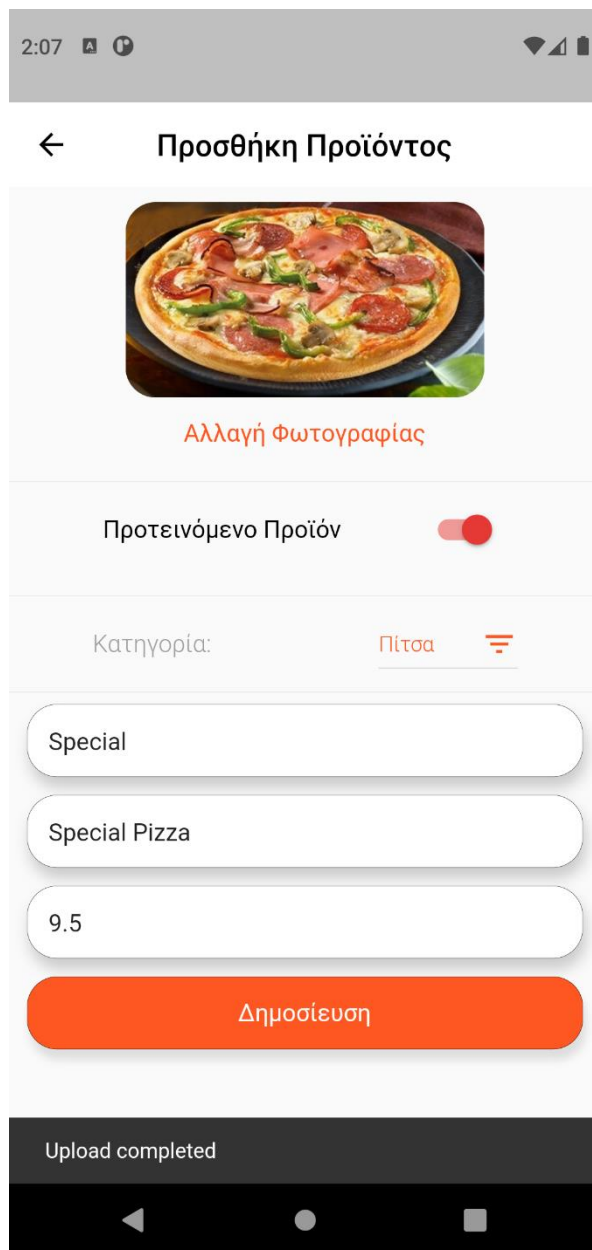 2:07
Προσθήκη Προϊόντος
Αλλαγή Φωτογραφίας
Προτεινόμενο Προϊόν
Κατηγορία: Πίτσα
Special
Special Pizza
9.5
Δημοσίευση
Upload completed